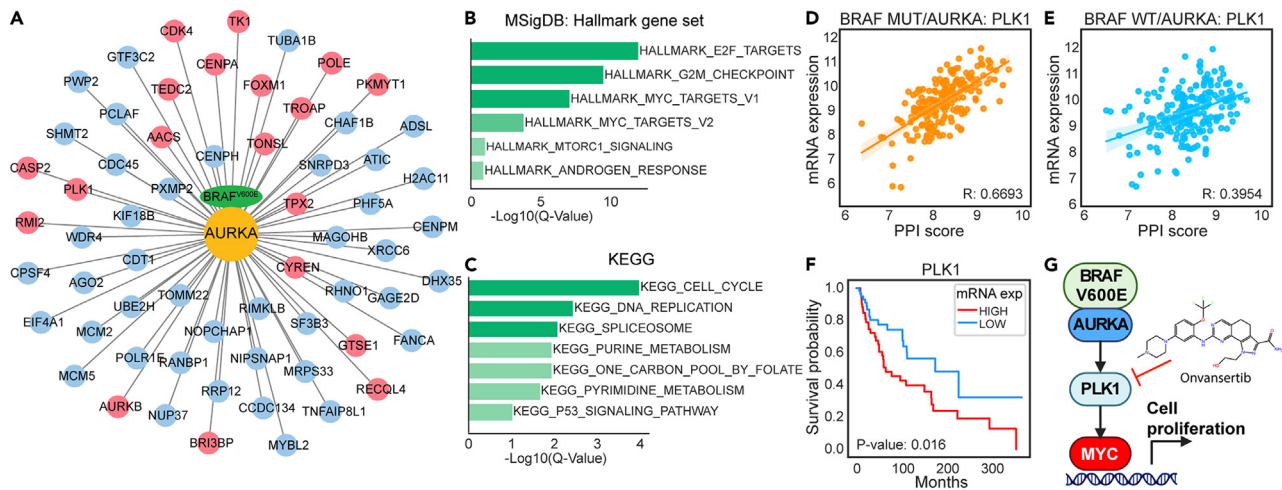 A
TK1
CDK4
TUBA1B
GTF3C2
CENPA
POLE
PWP2
TEDC2
FOXM1
PKMYT1
PCLAF
TROAP
SHMT2
AACS
TONSL
CHAF1B
ADSL
CDC45
CENPH
SNRPD3
ATIC
CASP2
PLK1
PXMP2
BRAFV600E
H2AC11
TPX2
PHF5A
RMI2
KIF18B
AURKA
CENPM
WDR4
MAGOHB
XRCC6
CPSF4
CDT1
CYREN
DHX35
AGO2
TOMM22
RHNO1
GAGE2D
EIF4A1
UBE2H
RIMKLB
MCM2
NOPCHAP1
SF3B3
FANCA
GTSE1
POLR1E
RANBP1
NIPSNAP1
MCM5
MRPS33
RECQL4
RRP12
AURKB
NUP37
CCDC134
TNFAIP8L1
BRI3BP
MYBL2
B
MSigDB: Hallmark gene set
HALLMARK_E2F_TARGETS
HALLMARK_G2M_CHECKPOINT
HALLMARK_MYC_TARGETS_V1
HALLMARK_MYC_TARGETS_V2
HALLMARK_MTORC1_SIGNALING
HALLMARK_ANDROGEN_RESPONSE
0 5 10
-Log10(Q-Value)
C
KEGG
KEGG_CELL_CYCLE
KEGG_DNA_REPLICATION
KEGG_SPLICEOSOME
KEGG_PURINE_METABOLISM
KEGG_ONE_CARBON_POOL_BY_FOLATE
KEGG_PYRIMIDINE_METABOLISM
KEGG_P53_SIGNALING_PATHWAY
0 1 2 3 4
-Log10(Q-Value)
D
BRAF MUT/AURKA: PLK1
mRNA expression
12
11
10
9
8
7
6
R: 0.6693
6 7 8 9 10
PPI score
E
BRAF WT/AURKA: PLK1
mRNA expression
12
11
10
9
8
7
6
R: 0.3954
6 7 8 9 10
PPI score
F
PLK1
Survival probability
1.0
0.8
0.6
0.4
0.2
0.0
mRNA exp
HIGH
LOW
P-value: 0.016
0 100 200 300
Months
G
BRAF
V600E
AURKA
PLK1
MYC
Onvansertib
Cell
proliferation